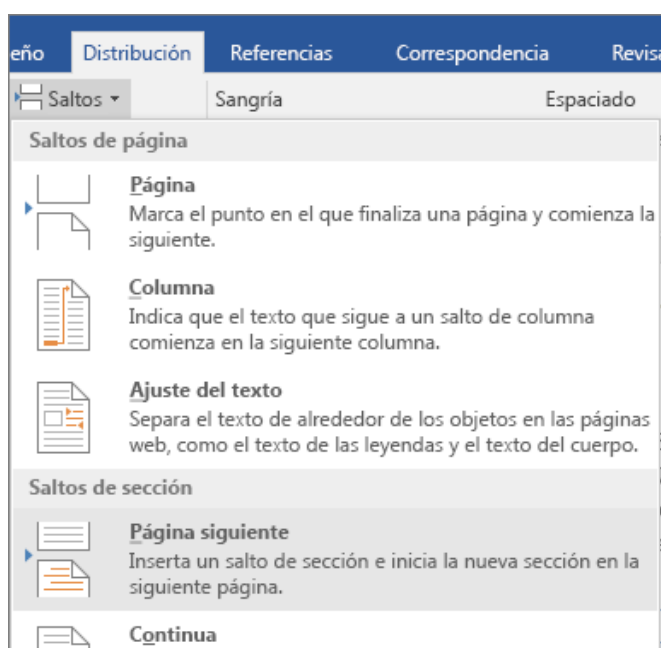 eño Distribución Referencias Correspondencia Revisa
Saltos Sangría Espaciado
Saltos de página
Página
Marca el punto en el que finaliza una página y comienza la
siguiente.
Columna
Indica que el texto que sigue a un salto de columna
comienza en la siguiente columna.
Ajuste del texto
Separa el texto de alrededor de los objetos en las páginas
web, como el texto de las leyendas y el texto del cuerpo.
Saltos de sección
Página siguiente
Inserta un salto de sección e inicia la nueva sección en la
siguiente página.
Continua